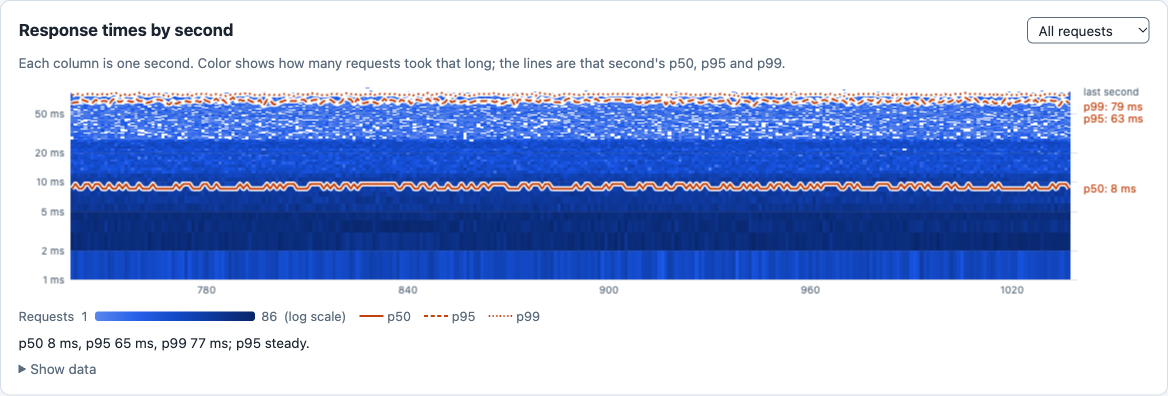 Response times by second
All requests
Each column is one second. Color shows how many requests took that long; the lines are that second's p50, p95 and p99.
last second
p99: 79 ms
50 ms
p95: 63 ms
20 ms
10 ms
p50: 8 ms
5 ms
2 ms
1 ms
780 840 900 960 1020
Requests 1 86 (log scale) p50 p95 p99
p50 8 ms, p95 65 ms, p99 77 ms; p95 steady.
Show data